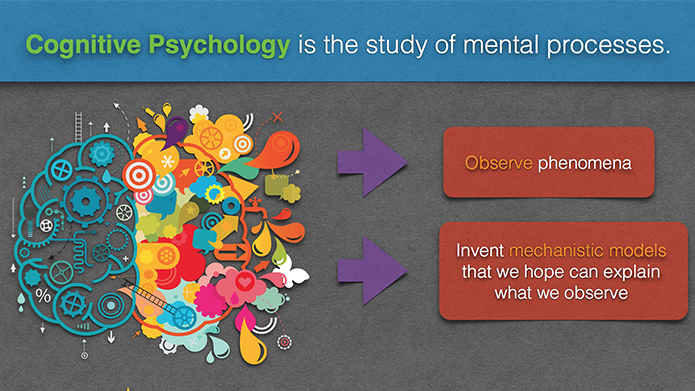 Cognitive Psychology is the study of mental processes.
Observe phenomena
Invent mechanistic models
that we hope can explain
what we observe
%